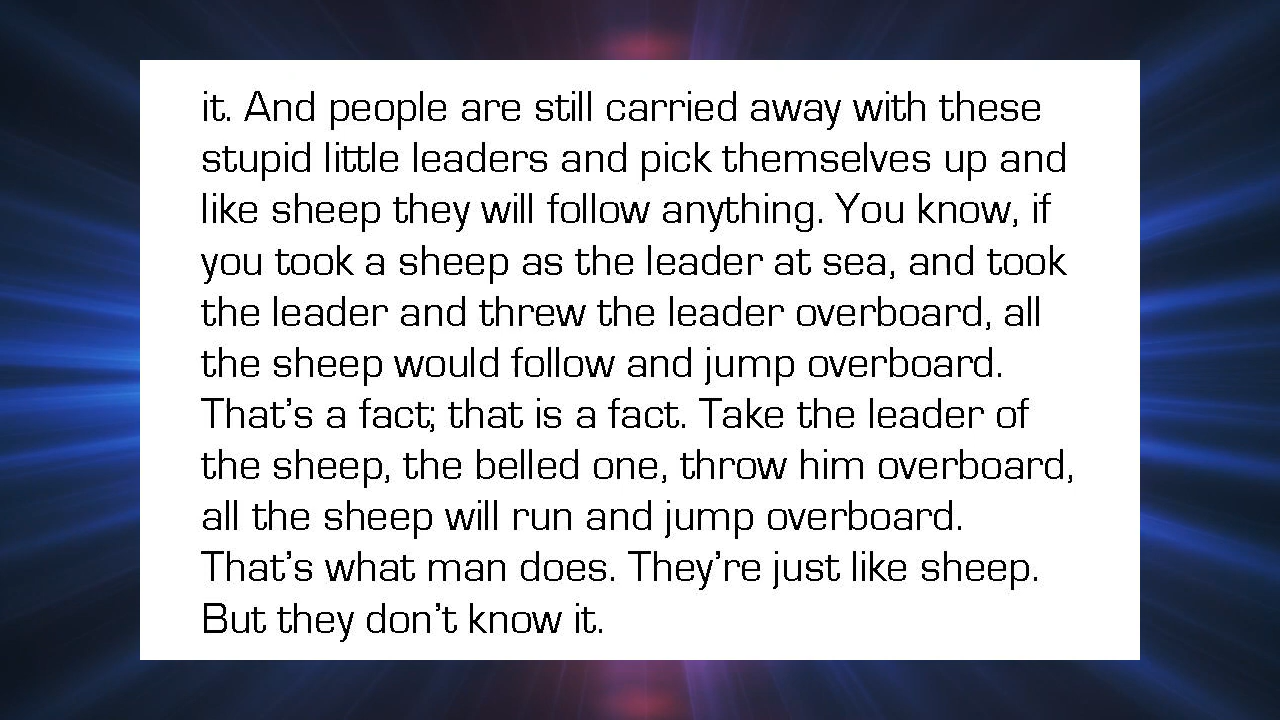 it. And people are still carried away with these
stupid little leaders and pick themselves up and
like sheep they will follow anything. You know, if
you took a sheep as the leader at sea, and took
the leader and threw the leader overboard, all
the sheep would follow and jump overboard.
That’s a fact; that is a fact. Take the leader of
the sheep, the belled one, throw him overboard,
all the sheep will run and jump overboard.
That’s what man does. They’re just like sheep.
But they don’t know it.